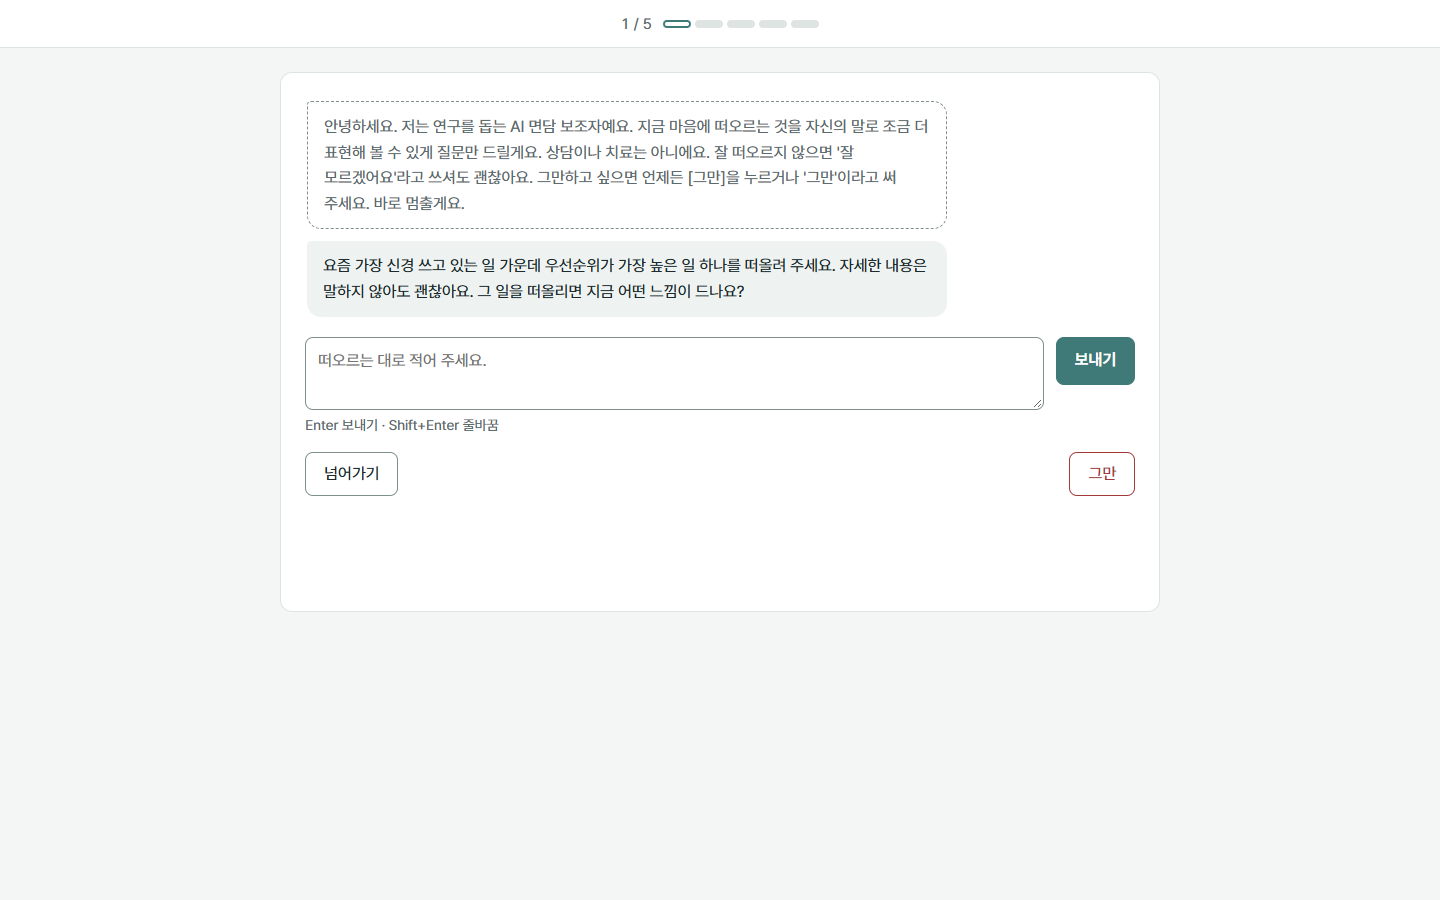 1 / 5
안녕하세요. 저는 연구를 돕는 AI 면담 보조자예요. 지금 마음에 떠오르는 것을 자신의 말로 조금 더
표현해 볼 수 있게 질문만 드릴게요. 상담이나 치료는 아니에요. 잘 떠오르지 않으면 '잘
모르겠어요'라고 쓰셔도 괜찮아요. 그만하고 싶으면 언제든 [그만]을 누르거나 '그만'이라고 써
주세요. 바로 멈출게요.
요즘 가장 신경 쓰고 있는 일 가운데 우선순위가 가장 높은 일 하나를 떠올려 주세요. 자세한 내용은
말하지 않아도 괜찮아요. 그 일을 떠올리면 지금 어떤 느낌이 드나요?
떠오르는 대로 적어 주세요.
보내기
Enter 보내기 · Shift+Enter 줄바꿈
넘어가기
그만